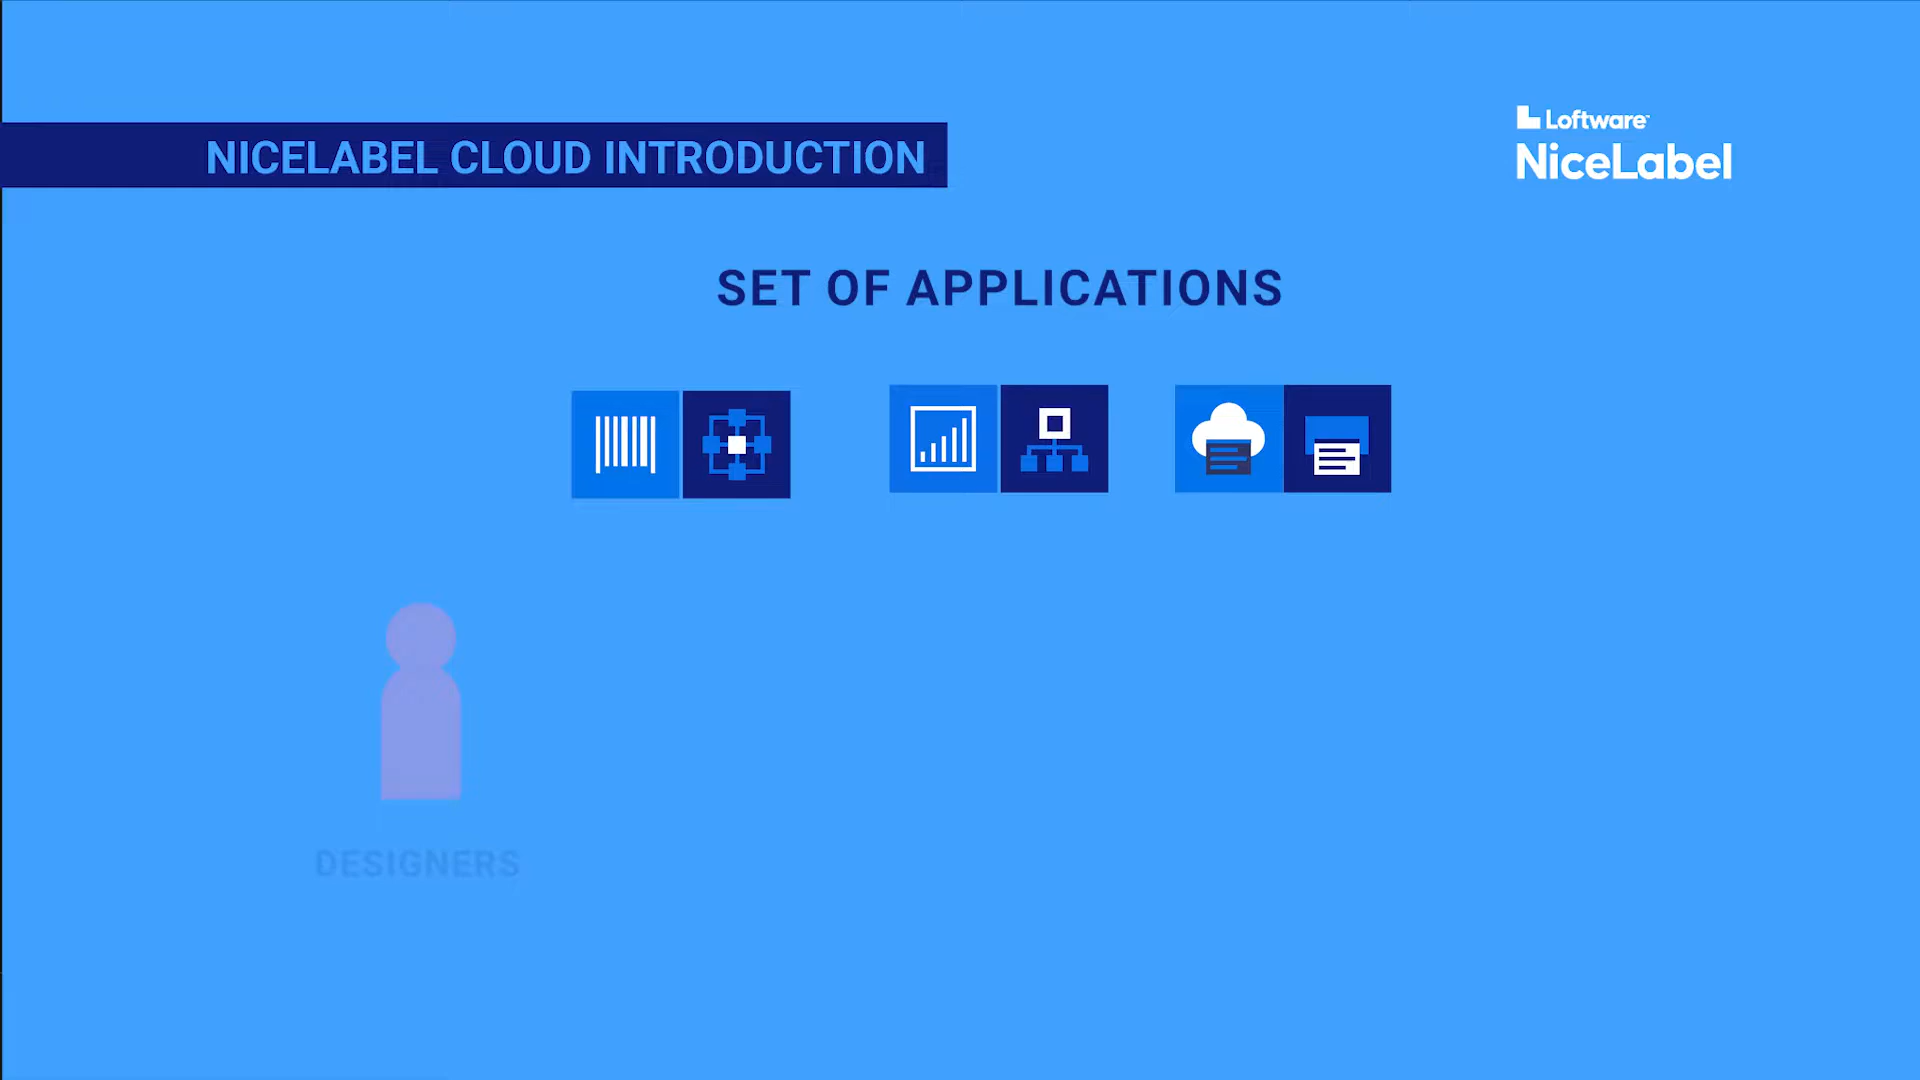 Loftware
NICELABEL CLOUD INTRODUCTION
NiceLabel
SET OF APPLICATIONS
DESIGNERS